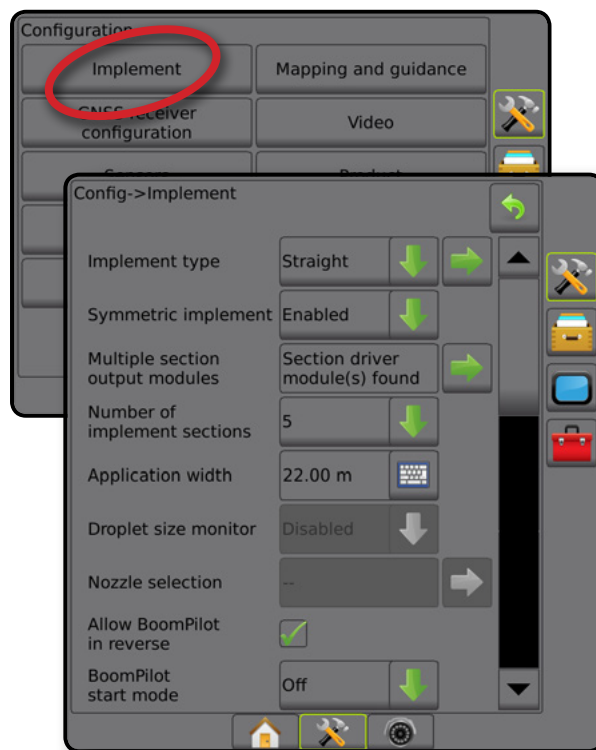 Configuration
Implement
Mapping and guidance
GNSS receiver
configuration
Video
Config->Implement
Implement type
Straight
Symmetric implement
Enabled
Multiple section
output modules
Section driver
module(s) found
Number of
implement sections
5
Application width
22.00 m
Droplet size monitor
Disabled
Nozzle selection
--
Allow BoomPilot
in reverse
BoomPilot
start mode
Off